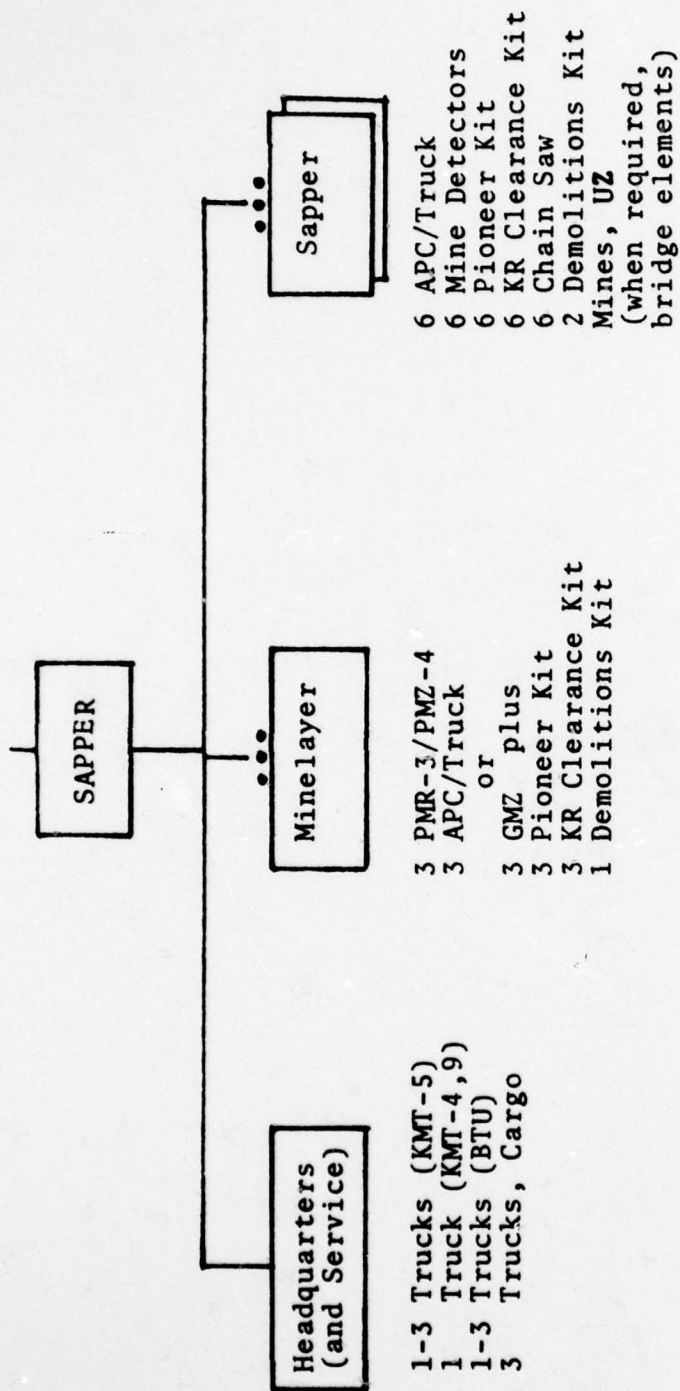 SAPPER
Headquarters
(and Service)
1-3 Trucks (KMT-5)
1 Truck (KMT-4,9)
1-3 Trucks (BTU)
3 Trucks, Cargo
Minelayer
3 PMR-3/PMZ-4
3 APC/Truck
or
3 GMZ plus
3 Pioneer Kit
3 KR Clearance Kit
1 Demolitions Kit
Sapper
6 APC/Truck
6 Mine Detectors
6 Pioneer Kit
6 KR Clearance Kit
6 Chain Saw
2 Demolitions Kit
Mines, UZ
(when required,
bridge elements)